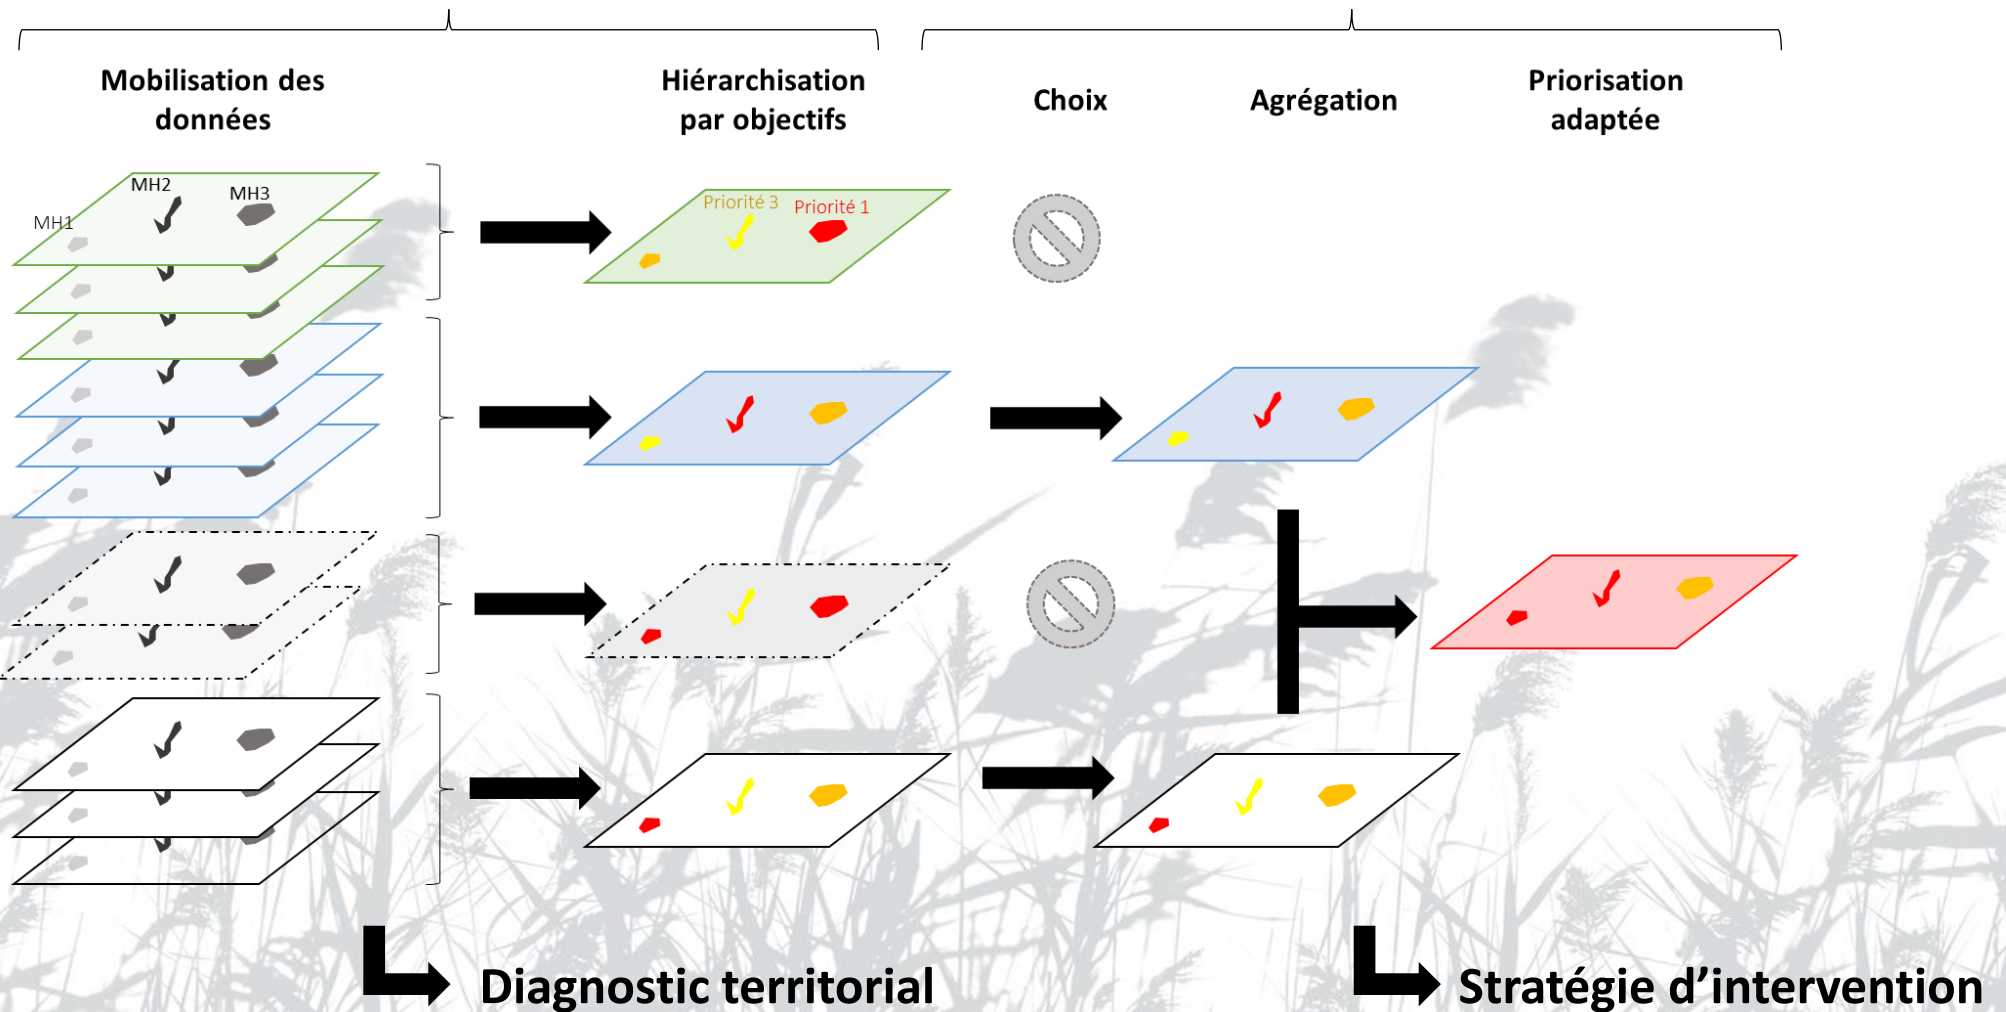 Mobilisation des
données
Hiérarchisation
par objectifs
Choix
Agrégation
Priorisation
adaptée
MH1
MH2
MH3
Priorité 3
Priorité 1
Diagnostic territorial
Stratégie d’intervention